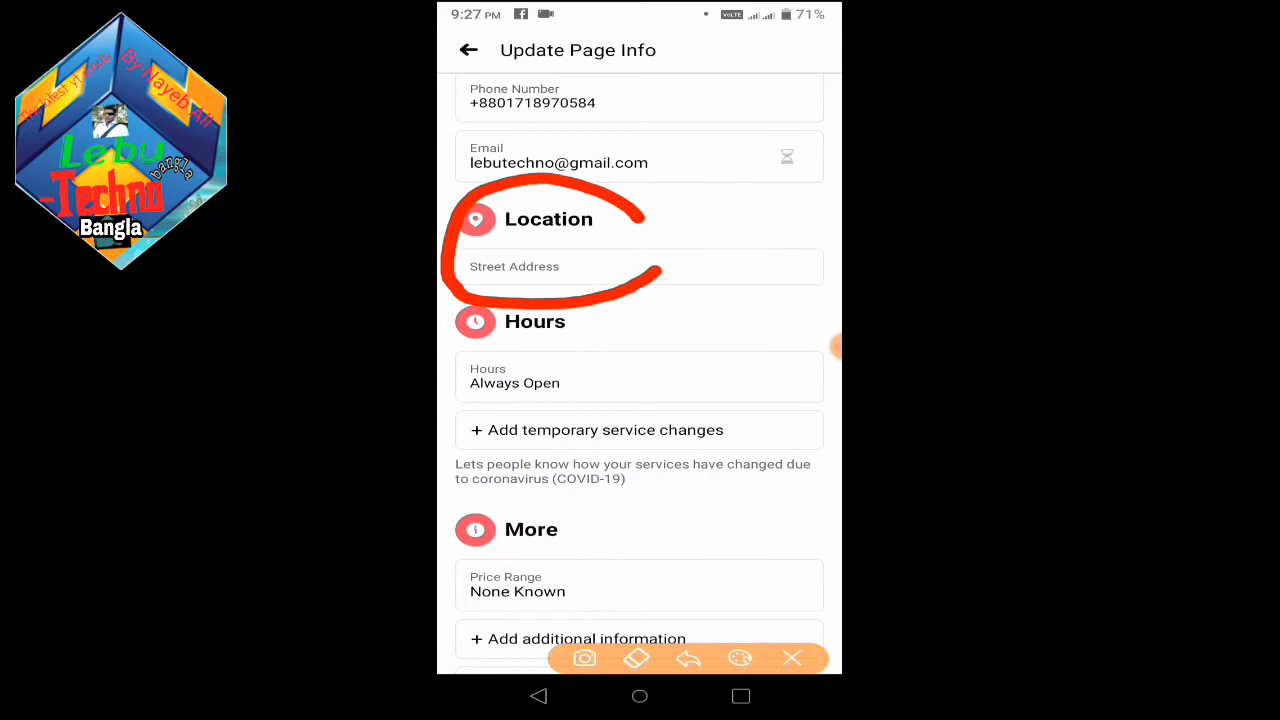 9:27 PM
VoLTE
71%
Update Page Info
Phone Number
+8801718970584
Email
lebutechno@gmail.com
Location
Street Address
Hours
Hours
Always Open
+ Add temporary service changes
Lets people know how your services have changed due
to coronavirus (COVID-19)
More
Price Range
None Known
+ Add additional information
By-Nayeb Ali
Lebu
bangla
-Techno
Bangla